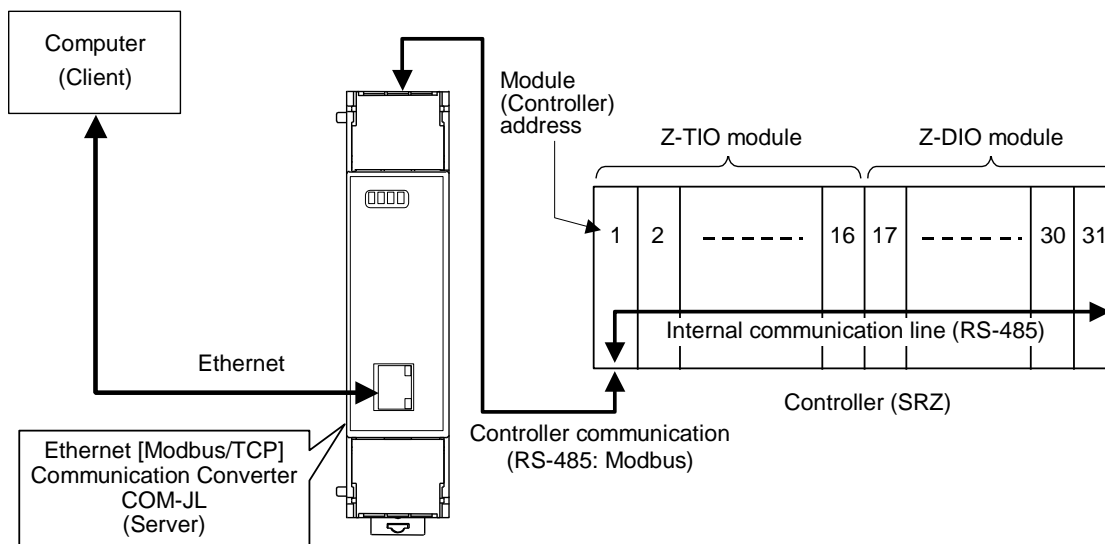 Computer
(Client)
Module
(Controller)
address
Z-TIO module
Z-DIO module
1 2 16 17 30 31
Internal communication line (RS-485)
Ethernet
Controller (SRZ)
Controller communication
(RS-485: Modbus)
Ethernet [Modbus/TCP]
Communication Converter
COM-JL
(Server)